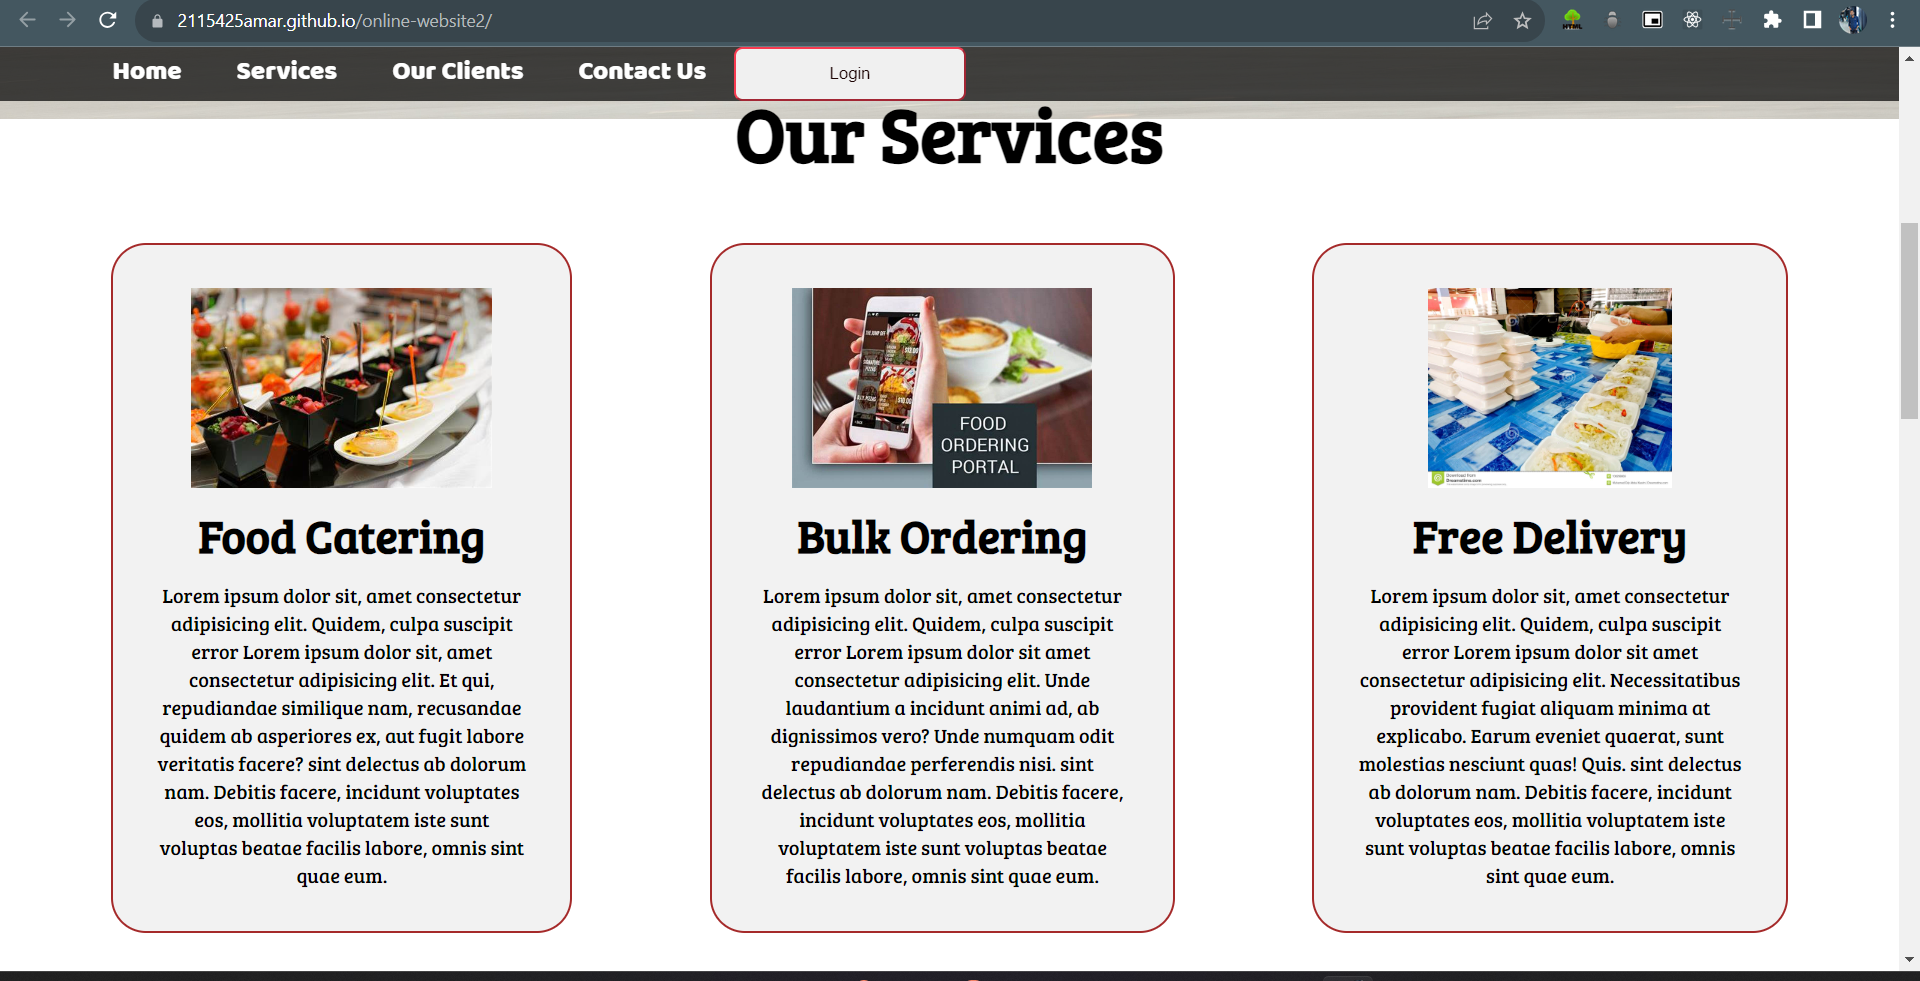 2115425amar.github.io/online-website2/
HTML
Home Services Our Clients Contact Us Login
Our Services
FOOD
ORDERING
PORTAL
Food Catering
Lorem ipsum dolor sit, amet consectetur
adipisicing elit. Quidem, culpa suscipit
error Lorem ipsum dolor sit, amet
consectetur adipisicing elit. Et qui,
repudiandae similique nam, recusandae
quidem ab asperiores ex, aut fugit labore
veritatis facere? sint delectus ab dolorum
nam. Debitis facere, incidunt voluptates
eos, mollitia voluptatem iste sunt
voluptas beatae facilis labore, omnis sint
quae eum.
Bulk Ordering
Lorem ipsum dolor sit, amet consectetur
adipisicing elit. Quidem, culpa suscipit
error Lorem ipsum dolor sit amet
consectetur adipisicing elit. Unde
laudantium a incidunt animi ad, ab
dignissimos vero? Unde numquam odit
repudiandae perferendis nisi. sint
delectus ab dolorum nam. Debitis facere,
incidunt voluptates eos, mollitia
voluptatem iste sunt voluptas beatae
facilis labore, omnis sint quae eum.
Free Delivery
Lorem ipsum dolor sit, amet consectetur
adipisicing elit. Quidem, culpa suscipit
error Lorem ipsum dolor sit amet
consectetur adipisicing elit. Necessitatibus
provident fugiat aliquam minima at
explicabo. Earum eveniet quaerat, sunt
molestias nesciunt quas! Quis. sint delectus
ab dolorum nam. Debitis facere, incidunt
voluptates eos, mollitia voluptatem iste
sunt voluptas beatae facilis labore, omnis
sint quae eum.